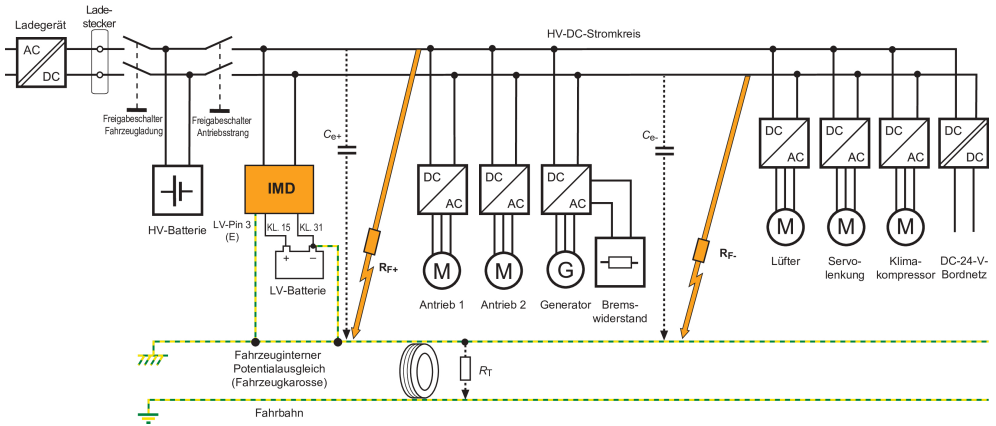 Ladegerät
Lade-
stecker
HV-DC-Stromkreis
AC
DC
Freigabeschalter
Fahrzeugladung
Freigabeschalter
Antriebsstrang
Ce+
Ce-
DC
AC
DC
AC
DC
AC
DC
AC
DC
AC
DC
AC
DC
DC
IMD
HV-Batterie
LV-Pin 3
(E)
KL. 15
KL. 31
+
–
LV-Batterie
RF+
RF-
M
M
G
M
M
M
Antrieb 1
Antrieb 2
Generator
Brems-
widerstand
Lüfter
Servo-
lenkung
Klima-
kompressor
DC-24-V-
Bordnetz
Fahrzeuginterner
Potentialausgleich
(Fahrzeugkarosse)
RT
Fahrbahn